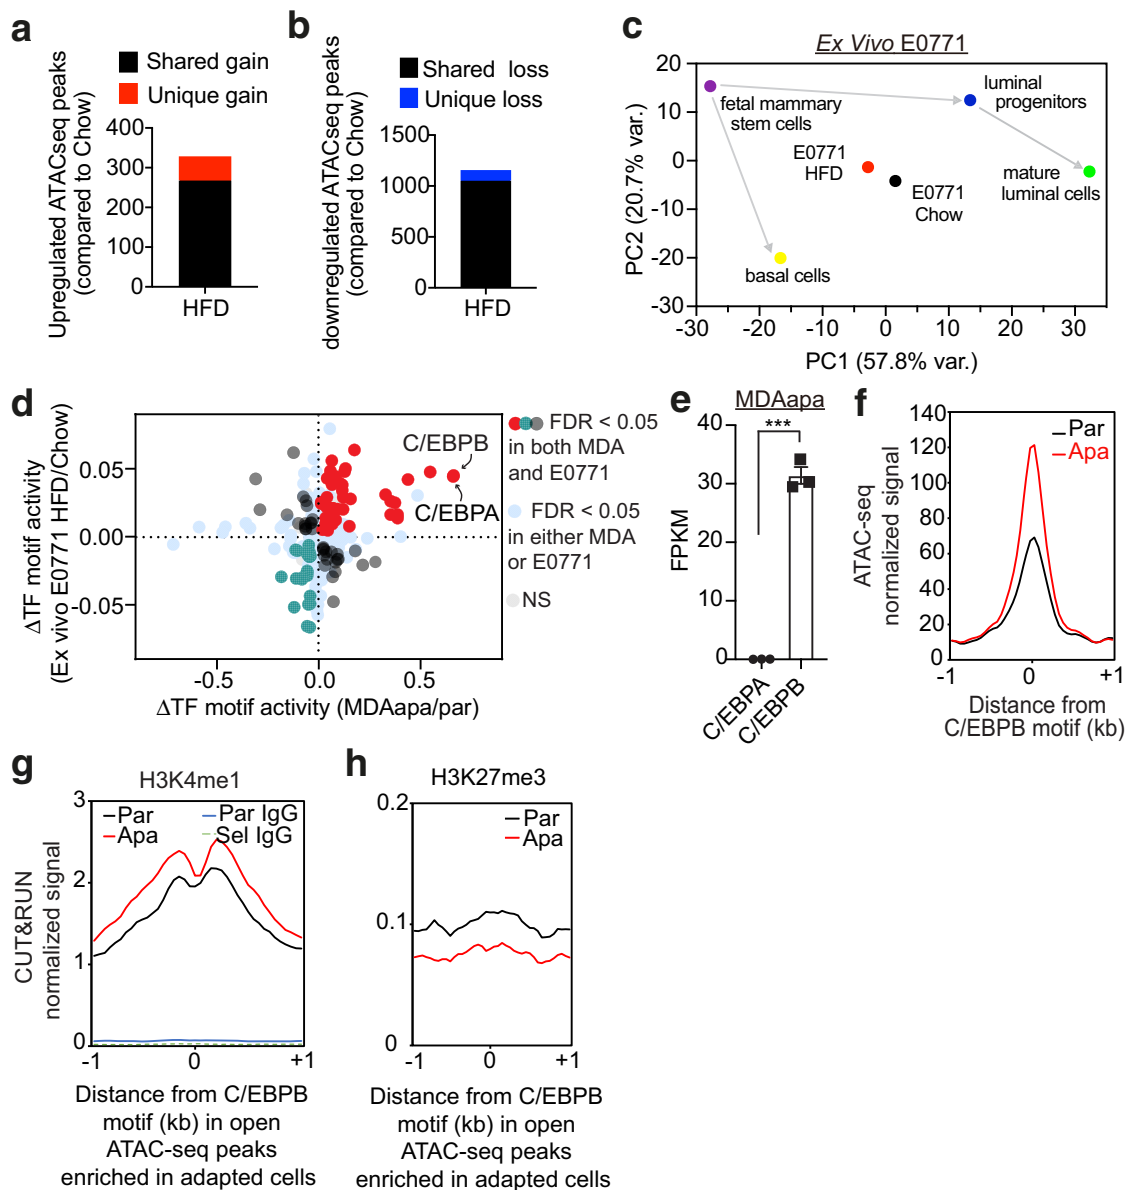 a
Upregulated ATACseq peaks
(compared to Chow)
Shared gain
Unique gain
400
300
200
100
0
HFD
b
downregulated ATACseq peaks
(compared to Chow)
Shared loss
Unique loss
1500
1000
500
0
HFD
c
Ex Vivo E0771
PC2 (20.7% var.)
20
10
0
-10
-20
-30
fetal mammary
stem cells
luminal
progenitors
E0771
HFD
E0771
Chow
mature
luminal cells
basal cells
-30 -20 -10 0 10 20 30
PC1 (57.8% var.)
d
ΔTF motif activity
(Ex vivo E0771 HFD/Chow)
0.05
0.00
-0.05
C/EBPB
C/EBPA
-0.5 0.0 0.5
ΔTF motif activity (MDAapa/par)
FDR < 0.05
in both MDA
and E0771
FDR < 0.05
in either MDA
or E0771
NS
e
MDAapa
***
FPKM
40
30
20
10
0
C/EBPA
C/EBPB
f
ATAC-seq
normalized signal
140
120
100
80
60
40
20
0
Par
Apa
-1 0 +1
Distance from
C/EBPB motif (kb)
g
H3K4me1
CUT&RUN
normalized signal
3
2
1
0
Par
Apa
Par IgG
Sel IgG
-1 0 +1
Distance from C/EBPB
motif (kb) in open
ATAC-seq peaks
enriched in adapted cells
h
H3K27me3
0.2
0.1
0
Par
Apa
-1 0 +1
Distance from C/EBPB
motif (kb) in open
ATAC-seq peaks
enriched in adapted cells